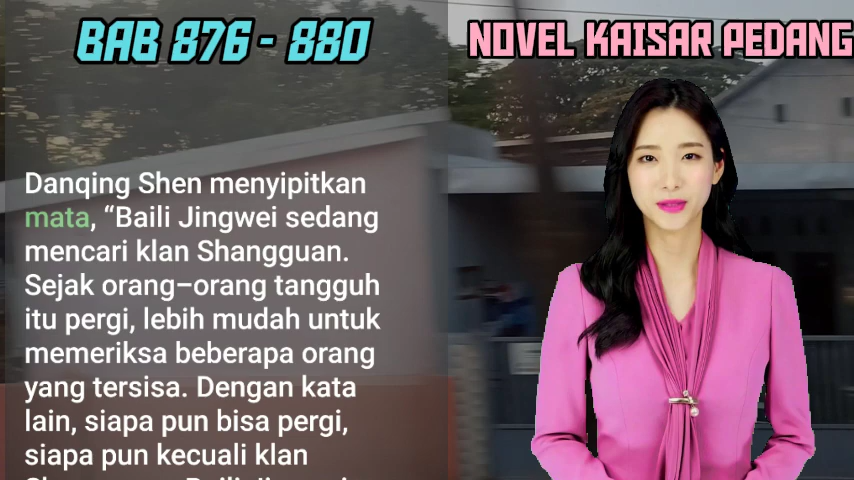 BAB 876 - 880
NOVEL KAISAR PEDANG
Danqing Shen menyipitkan
mata, “Baili Jingwei sedang
mencari klan Shangguan.
Sejak orang–orang tangguh
itu pergi, lebih mudah untuk
memeriksa beberapa orang
yang tersisa. Dengan kata
lain, siapa pun bisa pergi,
siapa pun kecuali klan